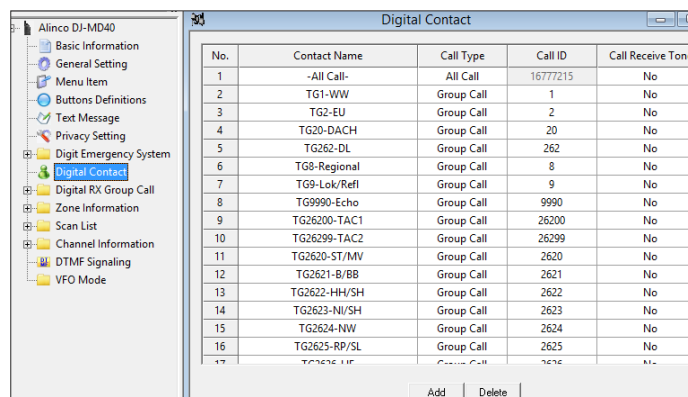 Digital Contact
Alinco DJ-MD40
Basic Information
General Setting
Menu Item
Buttons Definitions
Text Message
Privacy Setting
Digit Emergency System
Digital Contact
Digital RX Group Call
Zone Information
Scan List
Channel Information
DTMF Signaling
VFO Mode
No. Contact Name Call Type Call ID Call Receive Ton
1 -All Call- All Call 16777215 No
2 TG1-WW Group Call 1 No
3 TG2-EU Group Call 2 No
4 TG20-DACH Group Call 20 No
5 TG262-DL Group Call 262 No
6 TG8-Regional Group Call 8 No
7 TG9-Lok/Refl Group Call 9 No
8 TG9990-Echo Group Call 9990 No
9 TG26200-TAC1 Group Call 26200 No
10 TG26299-TAC2 Group Call 26299 No
11 TG2620-ST/MV Group Call 2620 No
12 TG2621-B/BB Group Call 2621 No
13 TG2622-HH/SH Group Call 2622 No
14 TG2623-NI/SH Group Call 2623 No
15 TG2624-NW Group Call 2624 No
16 TG2625-RP/SL Group Call 2625 No
17 Group Call 2626 No
Add Delete